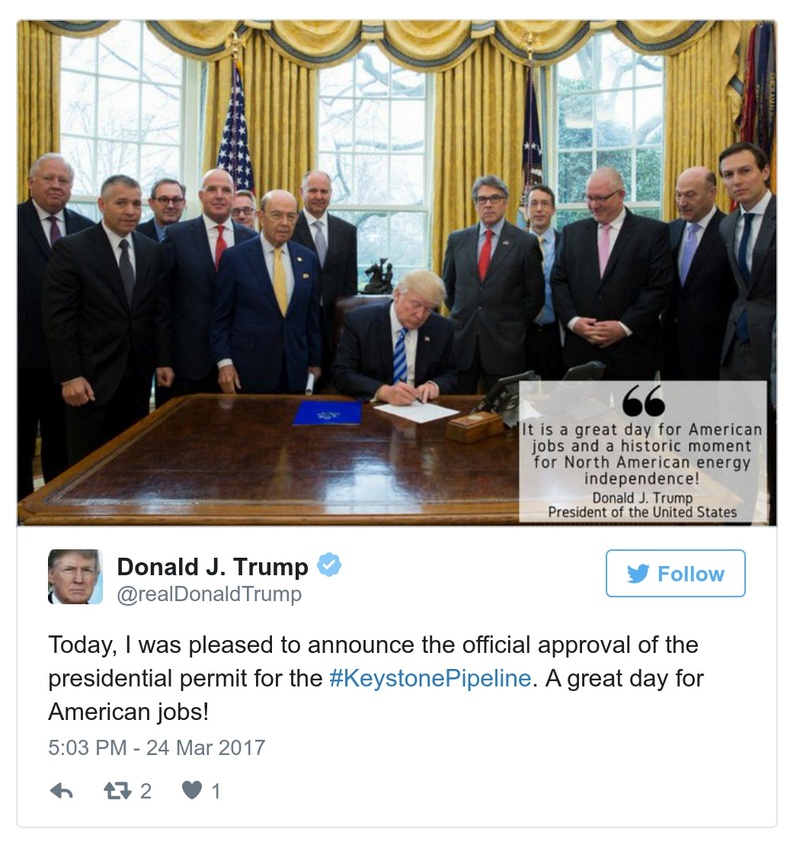 It is a great day for American
jobs and a historic moment
for North American energy
independence!
Donald J. Trump
President of the United States
Donald J. Trump
@realDonaldTrump
Follow
Today, I was pleased to announce the official approval of the
presidential permit for the #KeystonePipeline. A great day for
American jobs!
5:03 PM - 24 Mar 2017
2
1